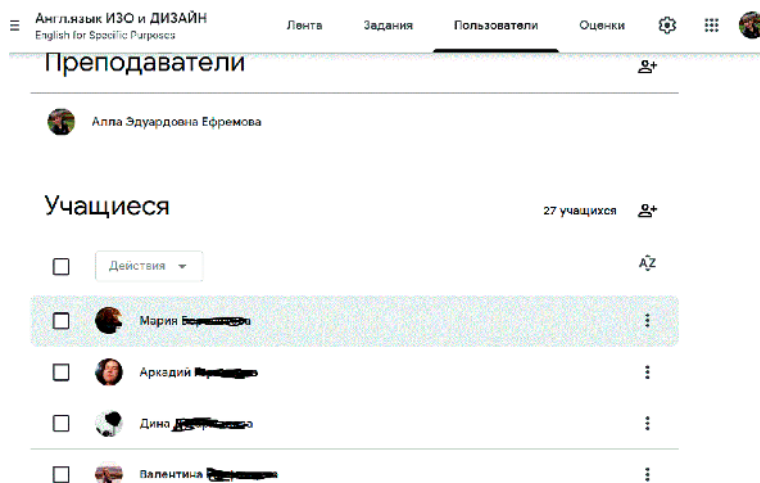 Англ.язык ИЗО и ДИЗАЙН
English for Specific Purposes
Лента Задания Пользователи Оценки
Преподаватели
Алла Эдуардовна Ефремова
Учащиеся
27 учащихся
Действия
AZ
Мария
Аркадий
Дина
Валентина